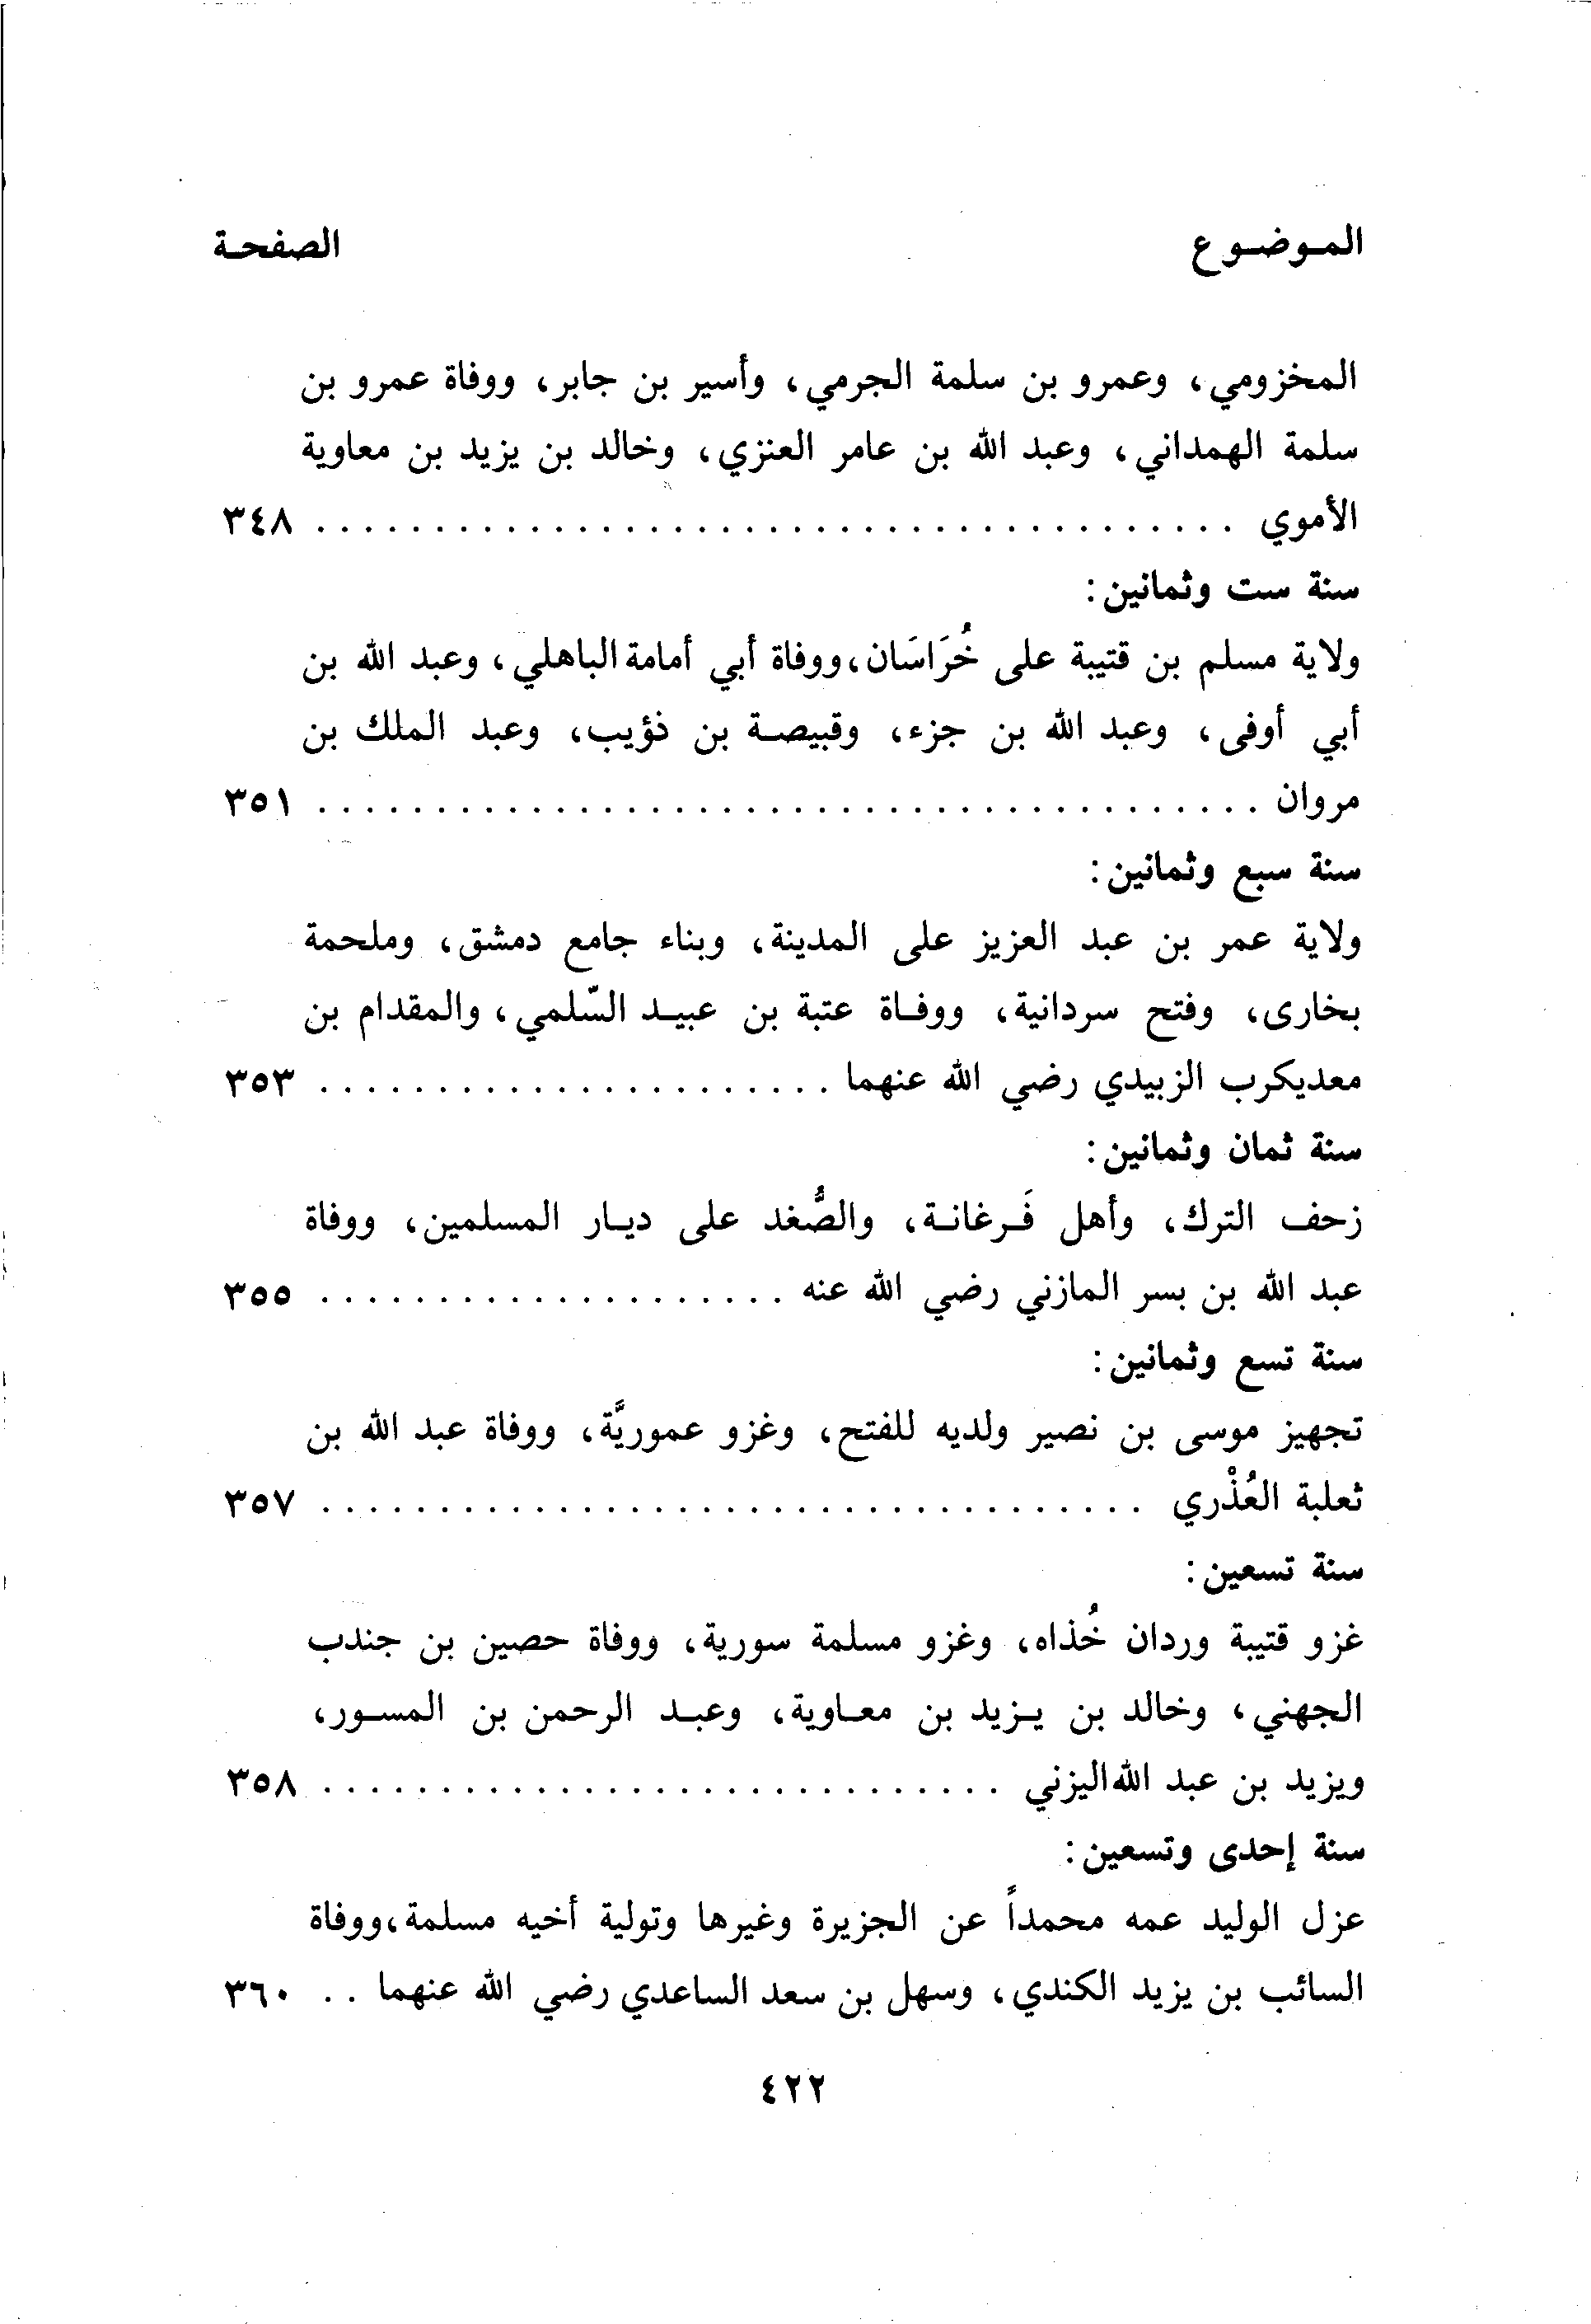 الموضوع الصفحة
المخزومي، وعمرو بن سلمة الجرمي، وأسير بن جابر، ووفاة عمرو بن
سلمة الهمداني، وعبد الله بن عامر العنزي، وخالد بن يزيد بن معاوية
الأموي . . . . . . . . . . . . . . . . . . . . ٣٤٨
سنة ست وثمانين:
ولاية مسلم بن قتيبة على خُرَاسَان، ووفاة أبي أمامة الباهلي، وعبد الله بن
أبي أوفى، وعبد الله بن جزء، وقبيصة بن ذؤيب، وعبد الملك بن
مروان . . . . . . . . . . . . . . . . . . . . ٣٥١
سنة سبع وثمانين:
ولاية عمر بن عبد العزيز على المدينة، وبناء جامع دمشق، وملحمة
بخارى، وفتح سردانية، ووفاة عتبة بن عبيد السّلمي، والمقدام بن
معديكرب الزبيدي رضي الله عنهما . . . . . . . . . . . . ٣٥٣
سنة ثمان وثمانين:
زحف الترك، وأهل فَرغانة، والصُّغد على ديار المسلمين، ووفاة
عبد الله بن بسر المازني رضي الله عنه . . . . . . . . . . . . ٣٥٥
سنة تسع وثمانين:
تجهيز موسى بن نصير ولديه للفتح، وغزو عموريَّة، ووفاة عبد الله بن
ثعلبة العُذْري . . . . . . . . . . . . . . . . . . ٣٥٧
سنة تسعين:
غزو قتيبة وردان خُذاه، وغزو مسلمة سورية، ووفاة حصين بن جندب
الجهني، وخالد بن يزيد بن معاوية، وعبد الرحمن بن المسور،
ويزيد بن عبد الله اليزني . . . . . . . . . . . . . . . . ٣٥٨
سنة إحدى وتسعين:
عزل الوليد عمه محمداً عن الجزيرة وغيرها وتولية أخيه مسلمة، ووفاة
السائب بن يزيد الكندي، وسهل بن سعد الساعدي رضي الله عنهما . . ٣٦٠
٤٢٢